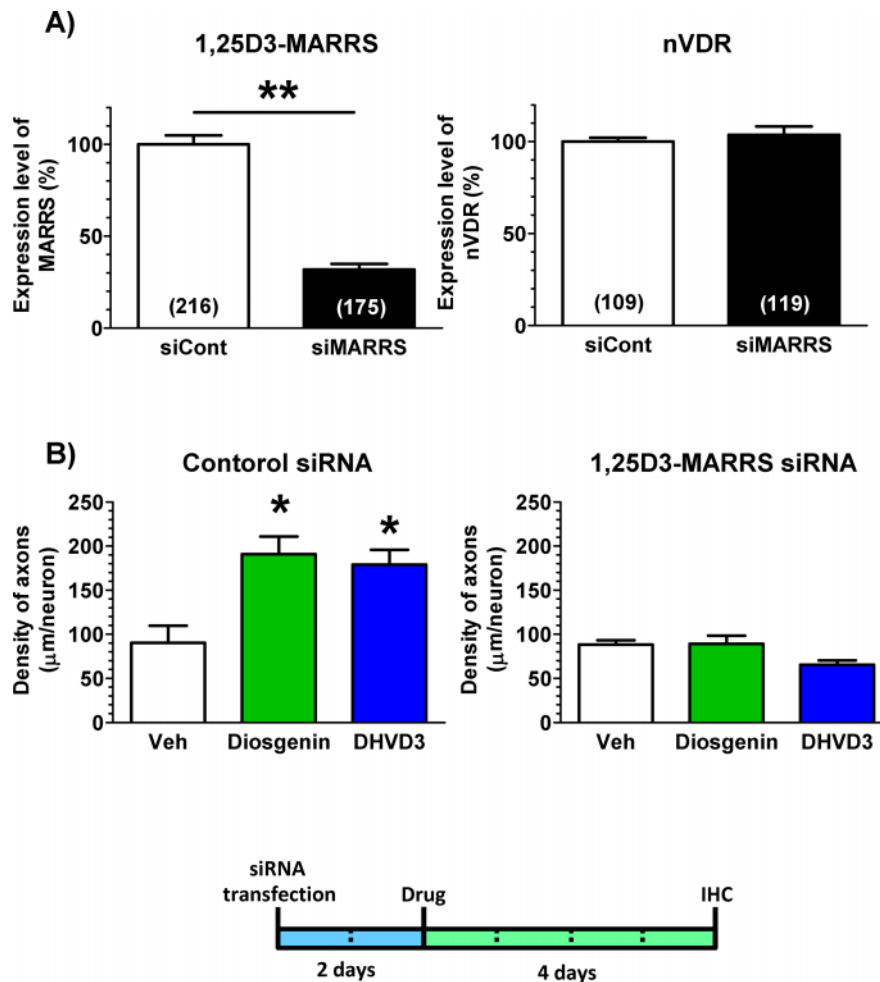 A)
1,25D3-MARRS
**
Expression level of
MARRS (%)
100
50
0
(216)
(175)
siCont
siMARRS
nVDR
Expression level of
nVDR (%)
100
50
0
(109)
(119)
siCont
siMARRS
B)
Contorol siRNA
Density of axons
(μm/neuron)
250
200
150
100
50
0
*
*
Veh
Diosgenin
DHVD3
1,25D3-MARRS siRNA
Density of axons
(μm/neuron)
250
200
150
100
50
0
Veh
Diosgenin
DHVD3
siRNA
transfection
Drug
IHC
2 days
4 days